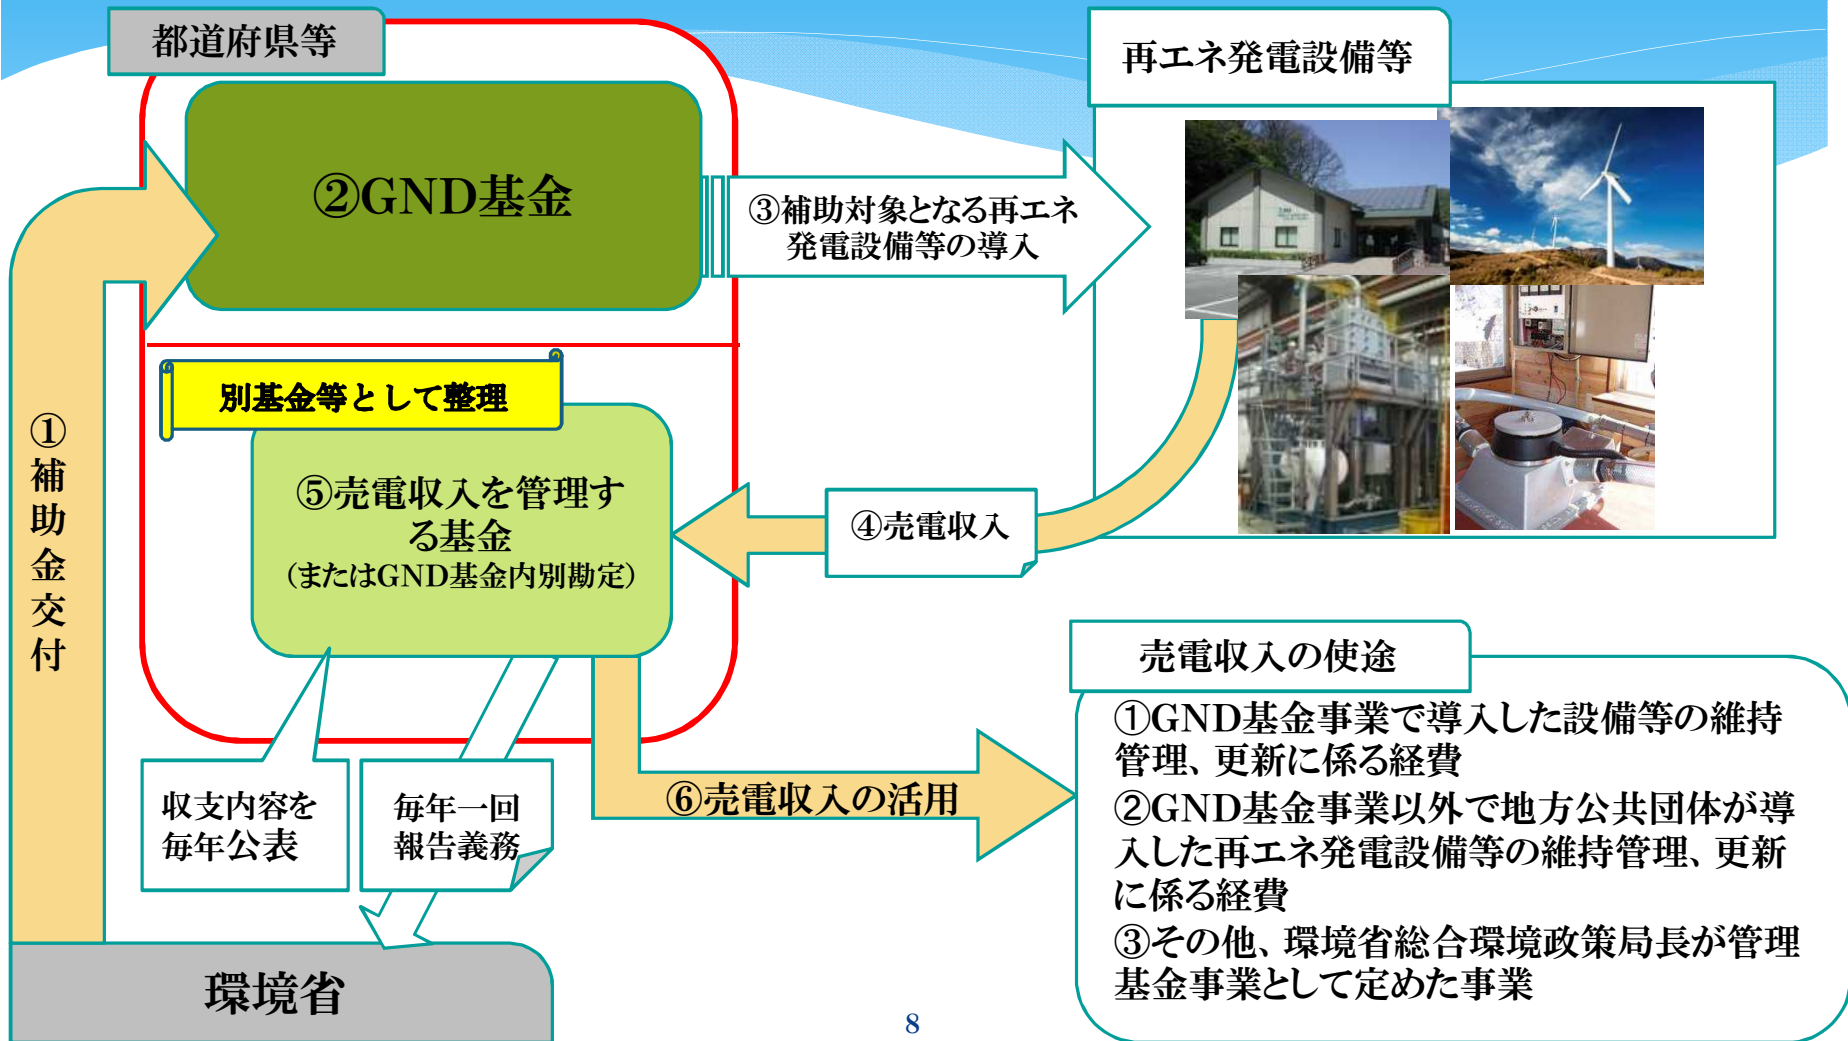 都道府県等
再エネ発電設備等
②GND基金
③補助対象となる再エネ
発電設備等の導入
別基金等として整理
①補助金交付
⑤売電収入を管理す
る基金
（またはGND基金内別勘定）
④売電収入
売電収入の使途
①GND基金事業で導入した設備等の維持
管理、更新に係る経費
②GND基金事業以外で地方公共団体が導
入した再エネ発電設備等の維持管理、更新
に係る経費
③その他、環境省総合環境政策局長が管理
基金事業として定めた事業
⑥売電収入の活用
収支内容を
毎年公表
毎年一回
報告義務
環境省
8